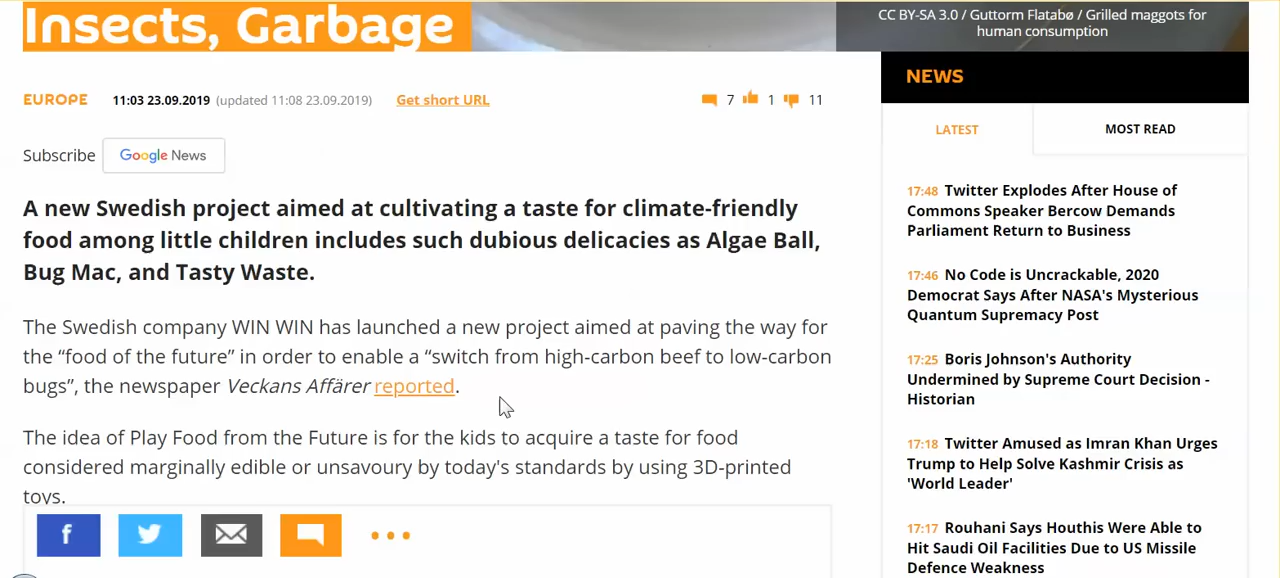 Insects, Garbage
CC BY-SA 3.0 / Guttorm Flatabø / Grilled maggots for
human consumption
EUROPE 11:03 23.09.2019 (updated 11:08 23.09.2019) Get short URL 7 1 11
Subscribe Google News
A new Swedish project aimed at cultivating a taste for climate-friendly
food among little children includes such dubious delicacies as Algae Ball,
Bug Mac, and Tasty Waste.
The Swedish company WIN WIN has launched a new project aimed at paving the way for
the “food of the future” in order to enable a “switch from high-carbon beef to low-carbon
bugs”, the newspaper Veckans Affärer reported.
The idea of Play Food from the Future is for the kids to acquire a taste for food
considered marginally edible or unsavoury by today's standards by using 3D-printed
toys.
f
NEWS
LATEST MOST READ
17:48 Twitter Explodes After House of
Commons Speaker Bercow Demands
Parliament Return to Business
17:46 No Code is Uncrackable, 2020
Democrat Says After NASA's Mysterious
Quantum Supremacy Post
17:25 Boris Johnson's Authority
Undermined by Supreme Court Decision -
Historian
17:18 Twitter Amused as Imran Khan Urges
Trump to Help Solve Kashmir Crisis as
'World Leader'
17:17 Rouhani Says Houthis Were Able to
Hit Saudi Oil Facilities Due to US Missile
Defence Weakness